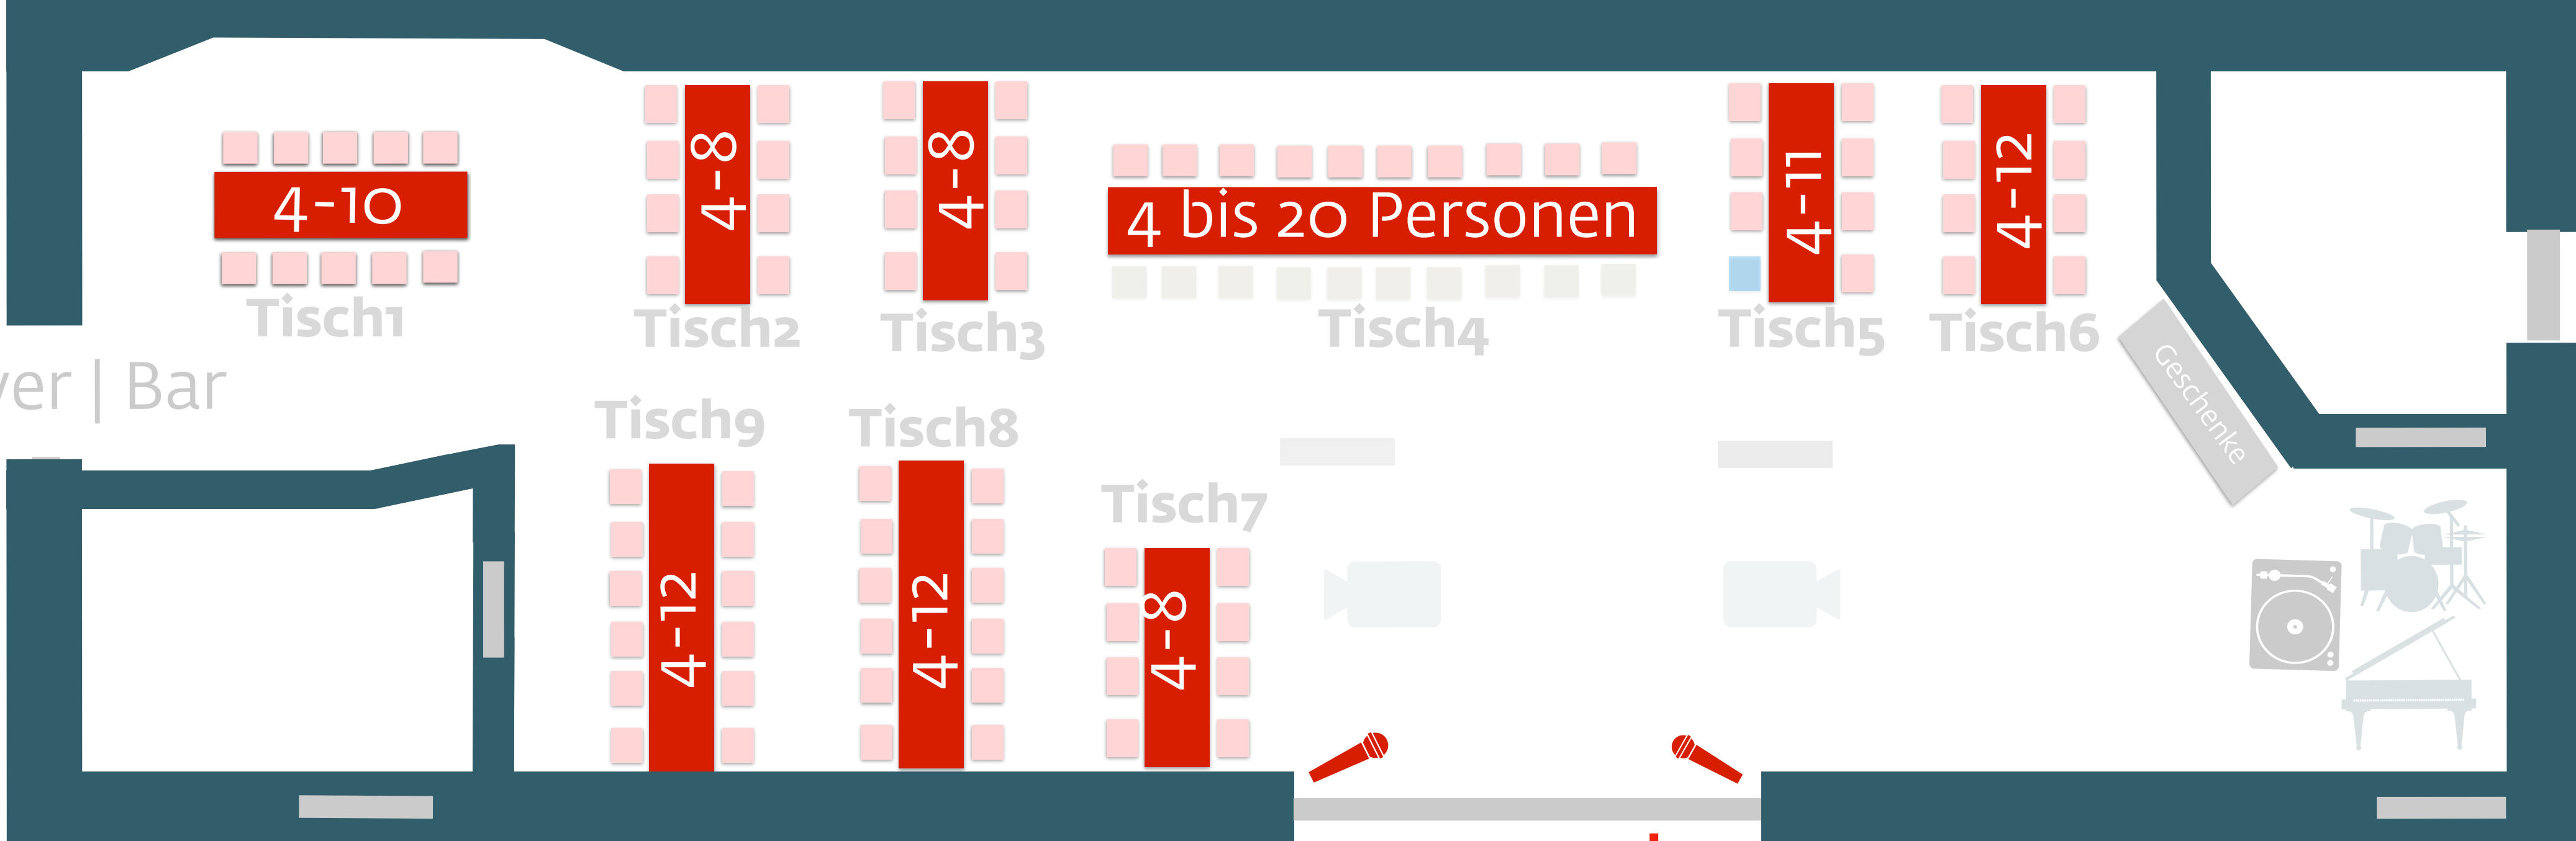 4-10
Tisch1
4-8
Tisch2
4-8
Tisch3
4 bis 20 Personen
Tisch4
4-11
Tisch5
4-12
Tisch6
Geschenke
yer | Bar
Tisch9
4-12
Tisch8
4-12
Tisch7
4-8